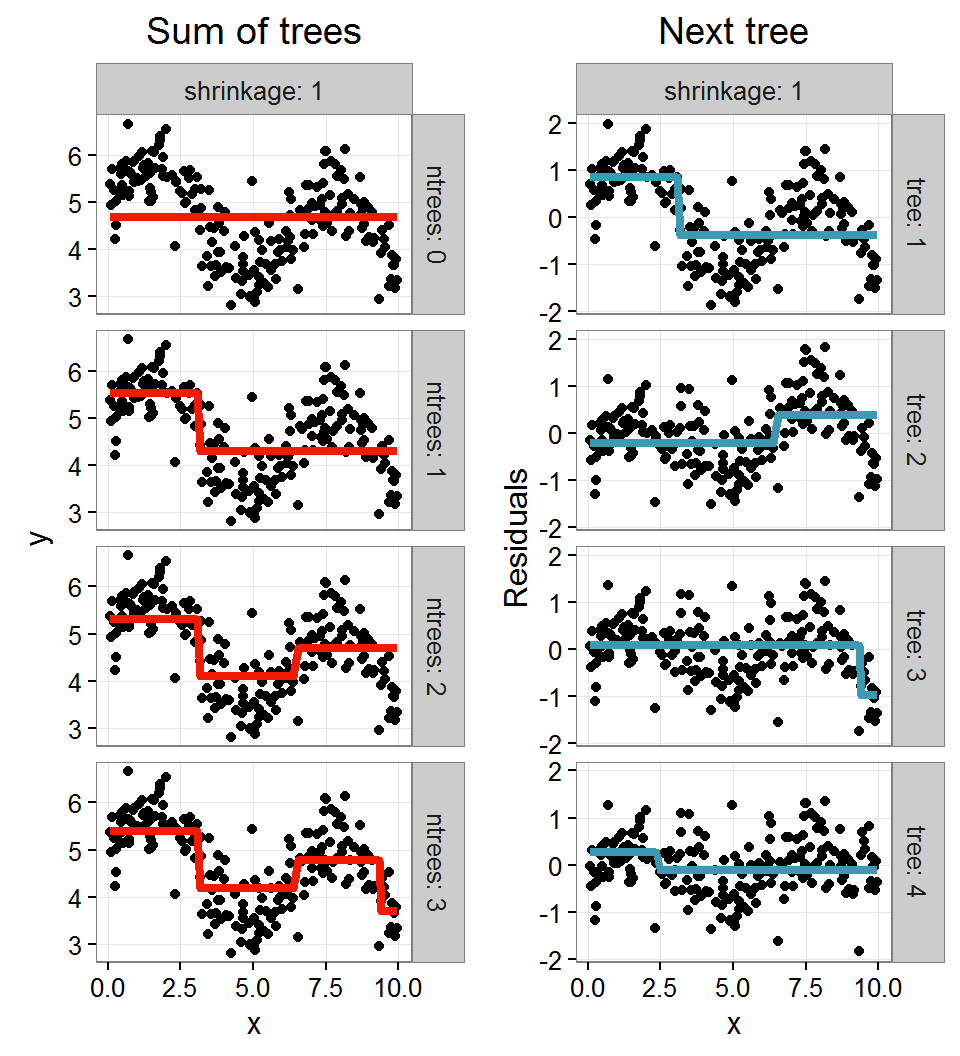 Sum of trees
shrinkage: 1
6
5
4
3
ntrees: 0
6
5
4
3
ntrees: 1
6
5
4
3
ntrees: 2
6
5
4
3
ntrees: 3
y
0.0 2.5 5.0 7.5 10.0
x
Next tree
shrinkage: 1
2
1
0
-1
-2
tree: 1
2
1
0
-1
-2
tree: 2
2
1
0
-1
-2
tree: 3
2
1
0
-1
-2
tree: 4
Residuals
0.0 2.5 5.0 7.5 10.0
x